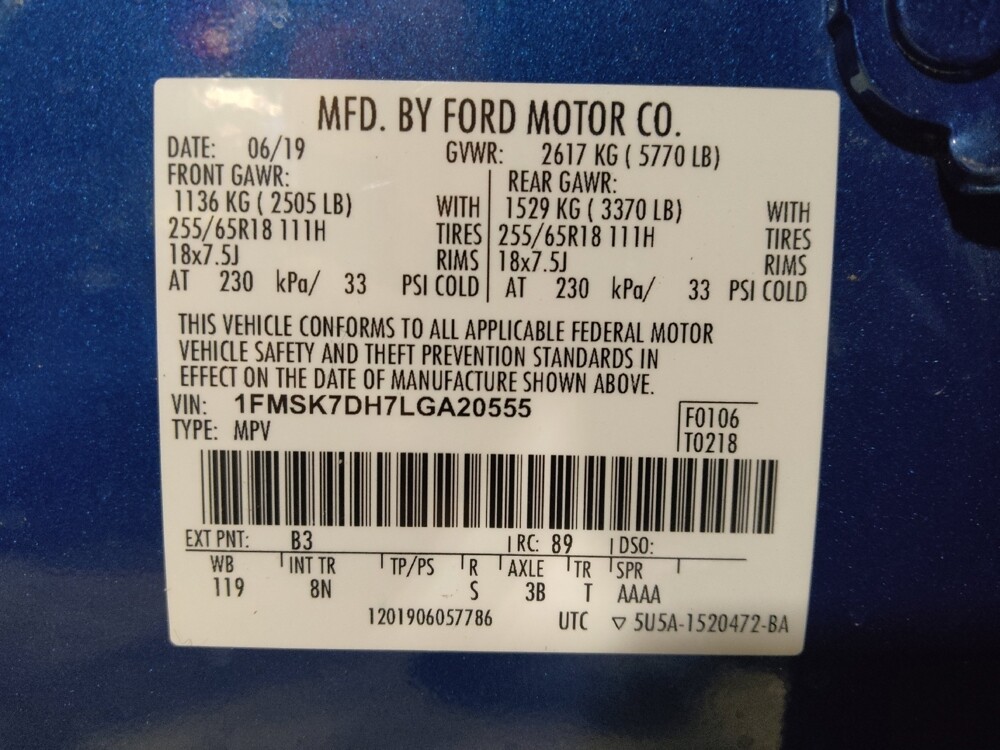 MFD. BY FORD MOTOR CO.
DATE: 06/19 GVWR: 2617 KG ( 5770 LB)
FRONT GAWR: REAR GAWR:
1136 KG ( 2505 LB) WITH 1529 KG ( 3370 LB) WITH
255/65R18 111H TIRES 255/65R18 111H TIRES
18x7.5J RIMS 18x7.5J RIMS
AT 230 kPa/ 33 PSI COLD AT 230 kPa/ 33 PSI COLD
THIS VEHICLE CONFORMS TO ALL APPLICABLE FEDERAL MOTOR
VEHICLE SAFETY AND THEFT PREVENTION STANDARDS IN
EFFECT ON THE DATE OF MANUFACTURE SHOWN ABOVE.
VIN: 1FMSK7DH7LGA20555 F0106
TYPE: MPV T0218
EXT PNT: B3 RC: 89 DSO:
WB INT TR TP/PS R AXLE TR SPR
119 8N S 3B T AAAA
1201906057786 UTC ▽ 5U5A-1520472-BA